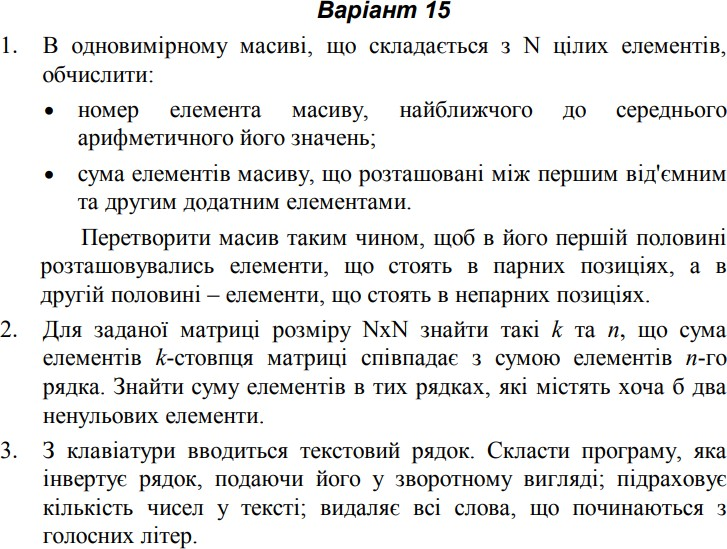 Варіант 15
1. В одновимірному масиві, що складається з N цілих елементів,
обчислити:
• номер елемента масиву, найближчого до середнього
арифметичного його значень;
• сума елементів масиву, що розташовані між першим від'ємним
та другим додатним елементами.
Перетворити масив таким чином, щоб в його першій половині
розташовувались елементи, що стоять в парних позиціях, а в
другій половині – елементи, що стоять в непарних позиціях.
2. Для заданої матриці розміру NxN знайти такі k та n, що сума
елементів k-стовпця матриці співпадає з сумою елементів n-го
рядка. Знайти суму елементів в тих рядках, які містять хоча б два
ненульових елементи.
3. З клавіатури вводиться текстовий рядок. Скласти програму, яка
інвертує рядок, подаючи його у зворотному вигляді; підраховує
кількість чисел у тексті; видаляє всі слова, що починаються з
голосних літер.